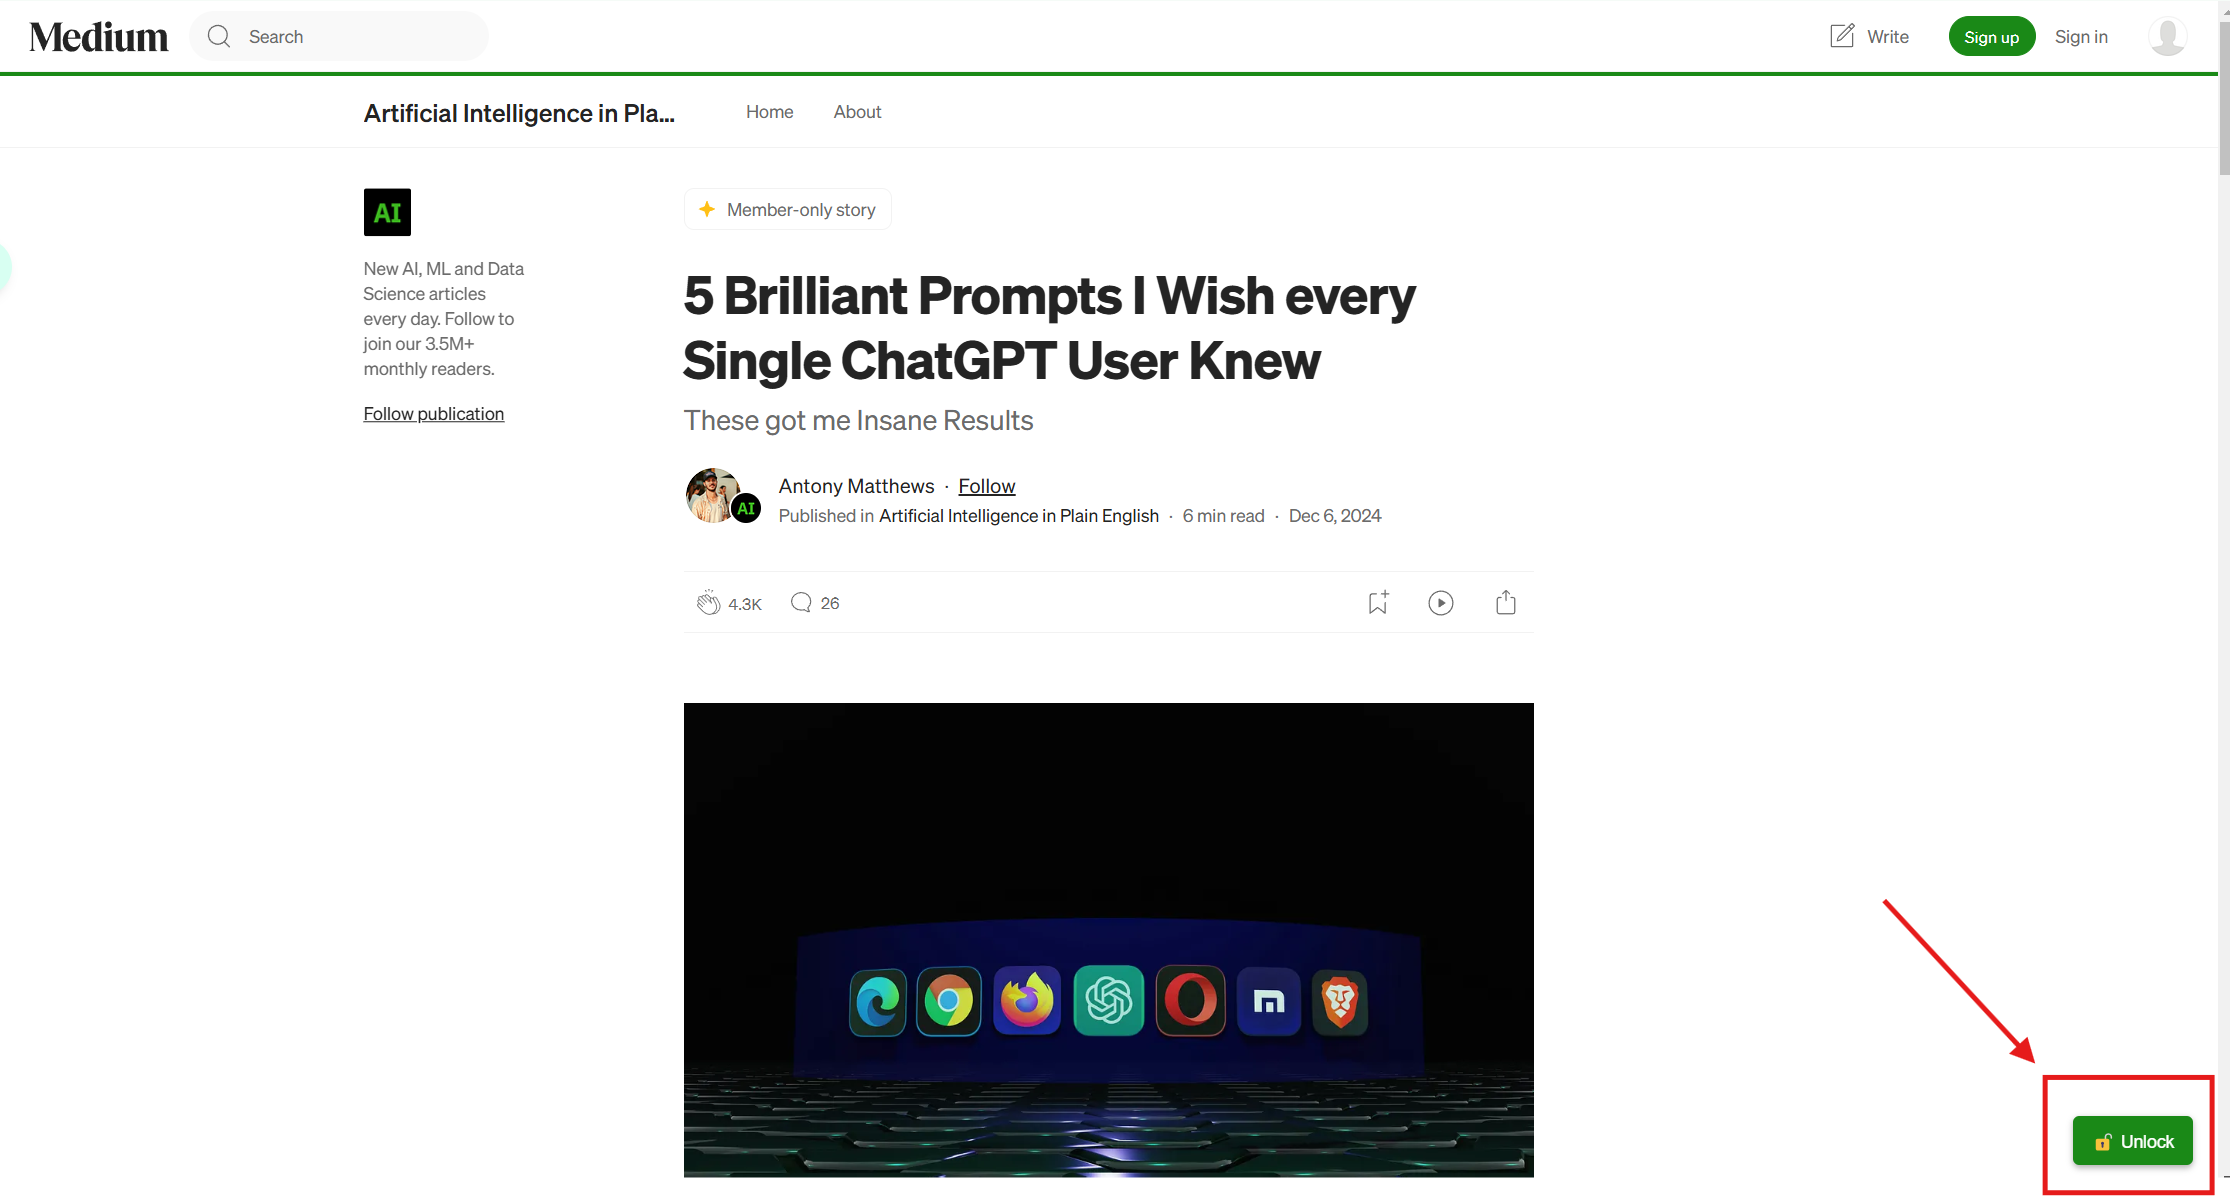 Medium
Search
Write
Sign up
Sign in
Artificial Intelligence in Pla...
Home
About
AI
New AI, ML and Data
Science articles
every day. Follow to
join our 3.5M+
monthly readers.
Follow publication
Member-only story
5 Brilliant Prompts I Wish every
Single ChatGPT User Knew
These got me Insane Results
AI
Antony Matthews · Follow
Published in Artificial Intelligence in Plain English · 6 min read · Dec 6, 2024
4.3K
26
Unlock